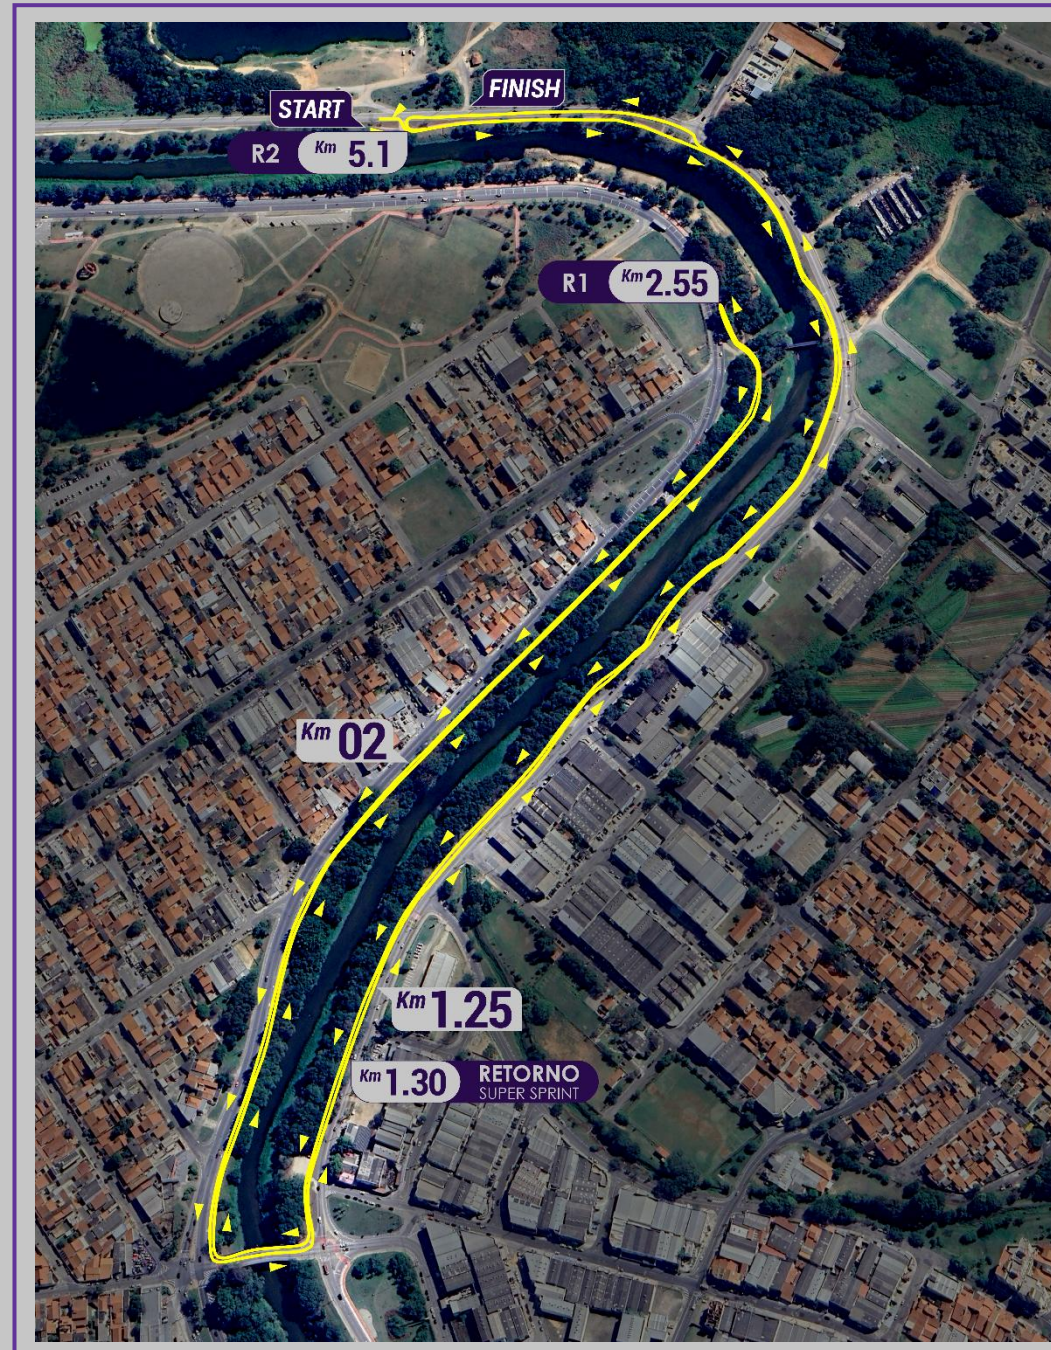 FINISH
START
R2 Km 5.1
R1 Km 2.55
Km 02
Km 1.25
Km 1.30 RETORNO
SUPER SPRINT